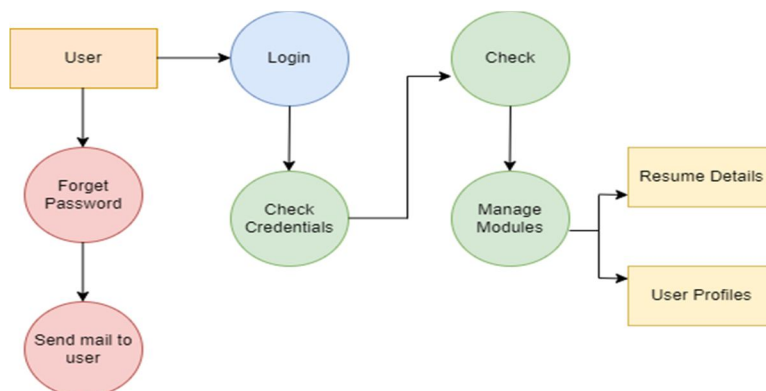 User
Login
Check
Forget
Password
Check
Credentials
Manage
Modules
Resume Details
User Profiles
Send mail to
user